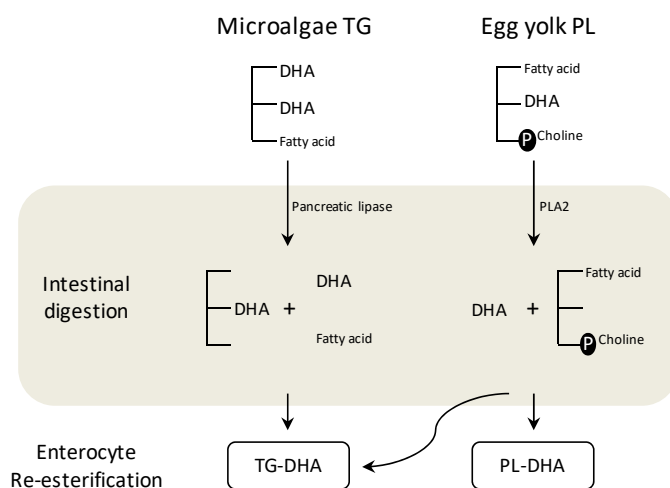 Microalgae TG
Egg yolk PL
DHA
DHA
Fatty acid
Fatty acid
DHA
P Choline
Pancreatic lipase
PLA2
Intestinal
digestion
DHA +
DHA
Fatty acid
DHA +
Fatty acid
P Choline
Enterocyte
Re-esterification
TG-DHA
PL-DHA